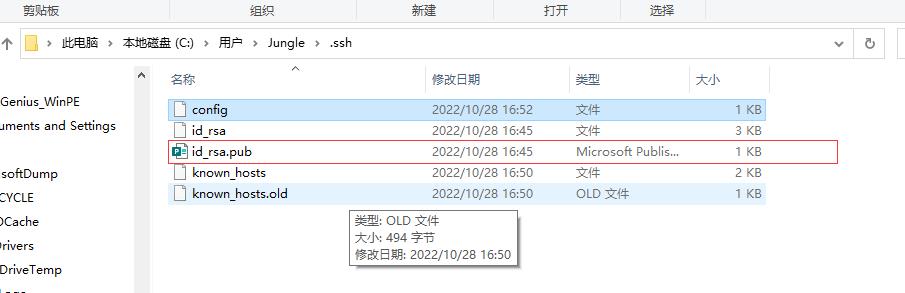 剪贴板 组织 新建 打开 选择
此电脑 本地磁盘 (C:) 用户 Jungle .ssh
名称 修改日期 类型 大小
Genius_WinPE
uments and Settings
softDump
CYCLE
OCache
Drivers
DriveTemp
config 2022/10/28 16:52 文件 1 KB
id_rsa 2022/10/28 16:45 文件 3 KB
id_rsa.pub 2022/10/28 16:45 Microsoft Publis... 1 KB
known_hosts 2022/10/28 16:50 文件 2 KB
known_hosts.old 2022/10/28 16:50 OLD 文件 1 KB
类型: OLD 文件
大小: 494 字节
修改日期: 2022/10/28 16:50